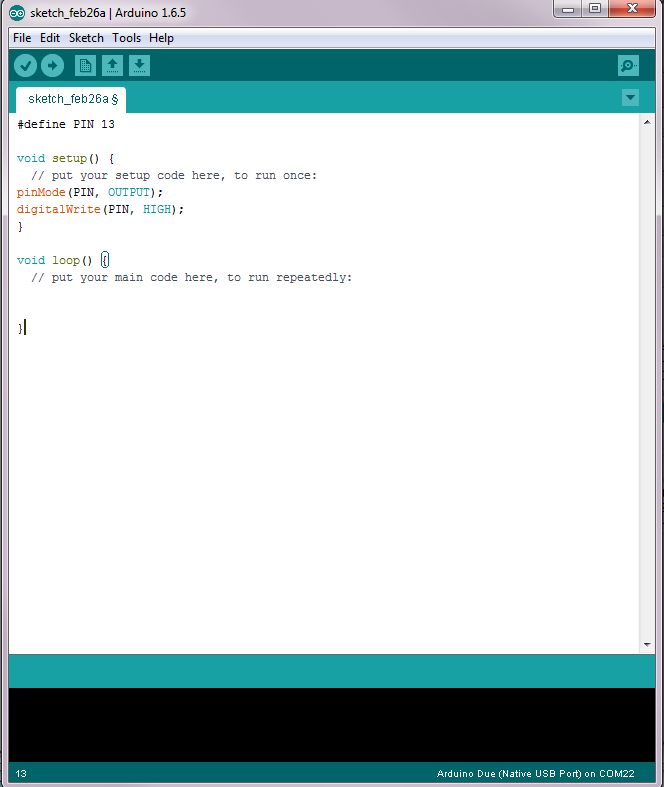 sketch_feb26a | Arduino 1.6.5
File Edit Sketch Tools Help
sketch_feb26a §
#define PIN 13
void setup() {
// put your setup code here, to run once:
pinMode(PIN, OUTPUT);
digitalWrite(PIN, HIGH);
}
void loop() {
// put your main code here, to run repeatedly:
}
13
Arduino Due (Native USB Port) on COM22